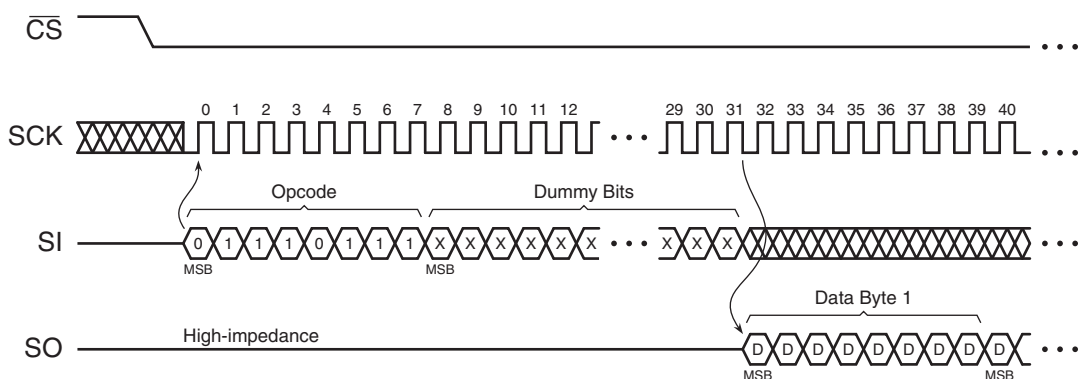 CS
0 1 2 3 4 5 6 7 8 9 10 11 12 29 30 31 32 33 34 35 36 37 38 39 40
SCK
Opcode Dummy Bits
SI 0 1 1 1 0 1 1 1 X X X X X X X X X
MSB MSB
Data Byte 1
High-impedance
SO D D D D D D D D D
MSB MSB